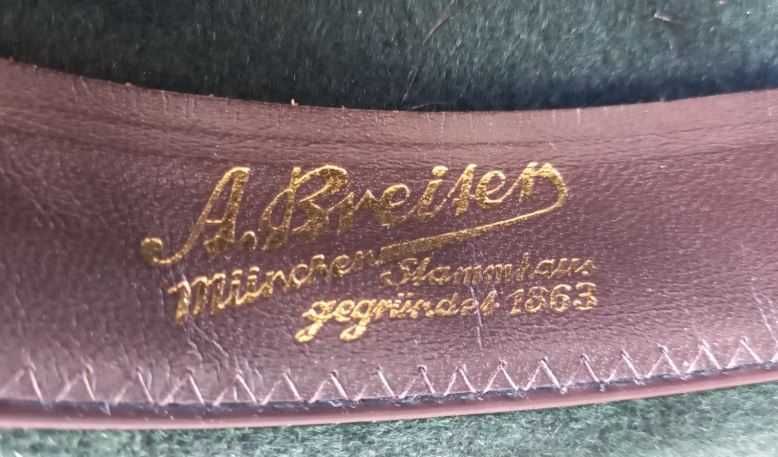 A. Breiter
München
Stammhaus
gegründet 1863